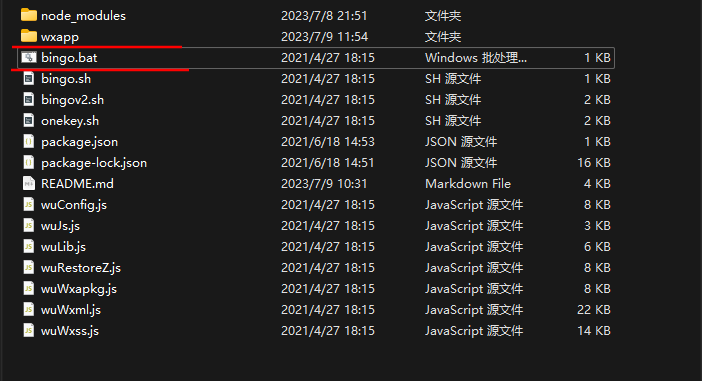 node_modules 2023/7/8 21:51 文件夹
wxapp 2023/7/9 11:54 文件夹
bingo.bat 2021/4/27 18:15 Windows 批处理... 1 KB
bingo.sh 2021/4/27 18:15 SH 源文件 1 KB
bingov2.sh 2021/4/27 18:15 SH 源文件 2 KB
onekey.sh 2021/4/27 18:15 SH 源文件 2 KB
package.json 2021/6/18 14:53 JSON 源文件 1 KB
package-lock.json 2021/6/18 14:51 JSON 源文件 16 KB
README.md 2023/7/9 10:31 Markdown File 4 KB
wuConfig.js 2021/4/27 18:15 JavaScript 源文件 8 KB
wuJs.js 2021/4/27 18:15 JavaScript 源文件 3 KB
wuLib.js 2021/4/27 18:15 JavaScript 源文件 6 KB
wuRestoreZ.js 2021/4/27 18:15 JavaScript 源文件 8 KB
wuWxapkg.js 2021/4/27 18:15 JavaScript 源文件 8 KB
wuWxml.js 2021/4/27 18:15 JavaScript 源文件 22 KB
wuWxss.js 2021/4/27 18:15 JavaScript 源文件 14 KB